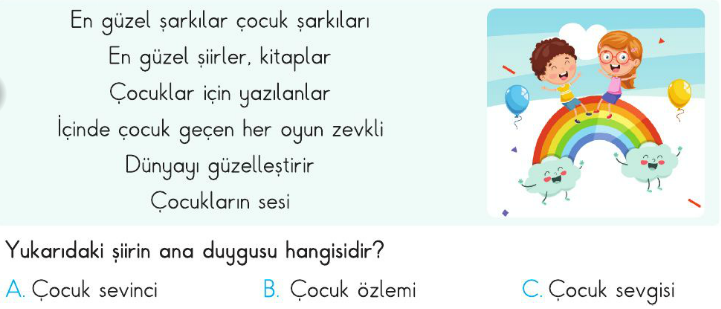 En güzel şarkılar çocuk şarkıları
En güzel şiirler, kitaplar
Çocuklar için yazılanlar
İçinde çocuk geçen her oyun zevkli
Dünyayı güzelleştirir
Çocukların sesi
Yukarıdaki şiirin ana duygusu hangisidir?
A. Çocuk sevinci B. Çocuk özlemi C. Çocuk sevgisi